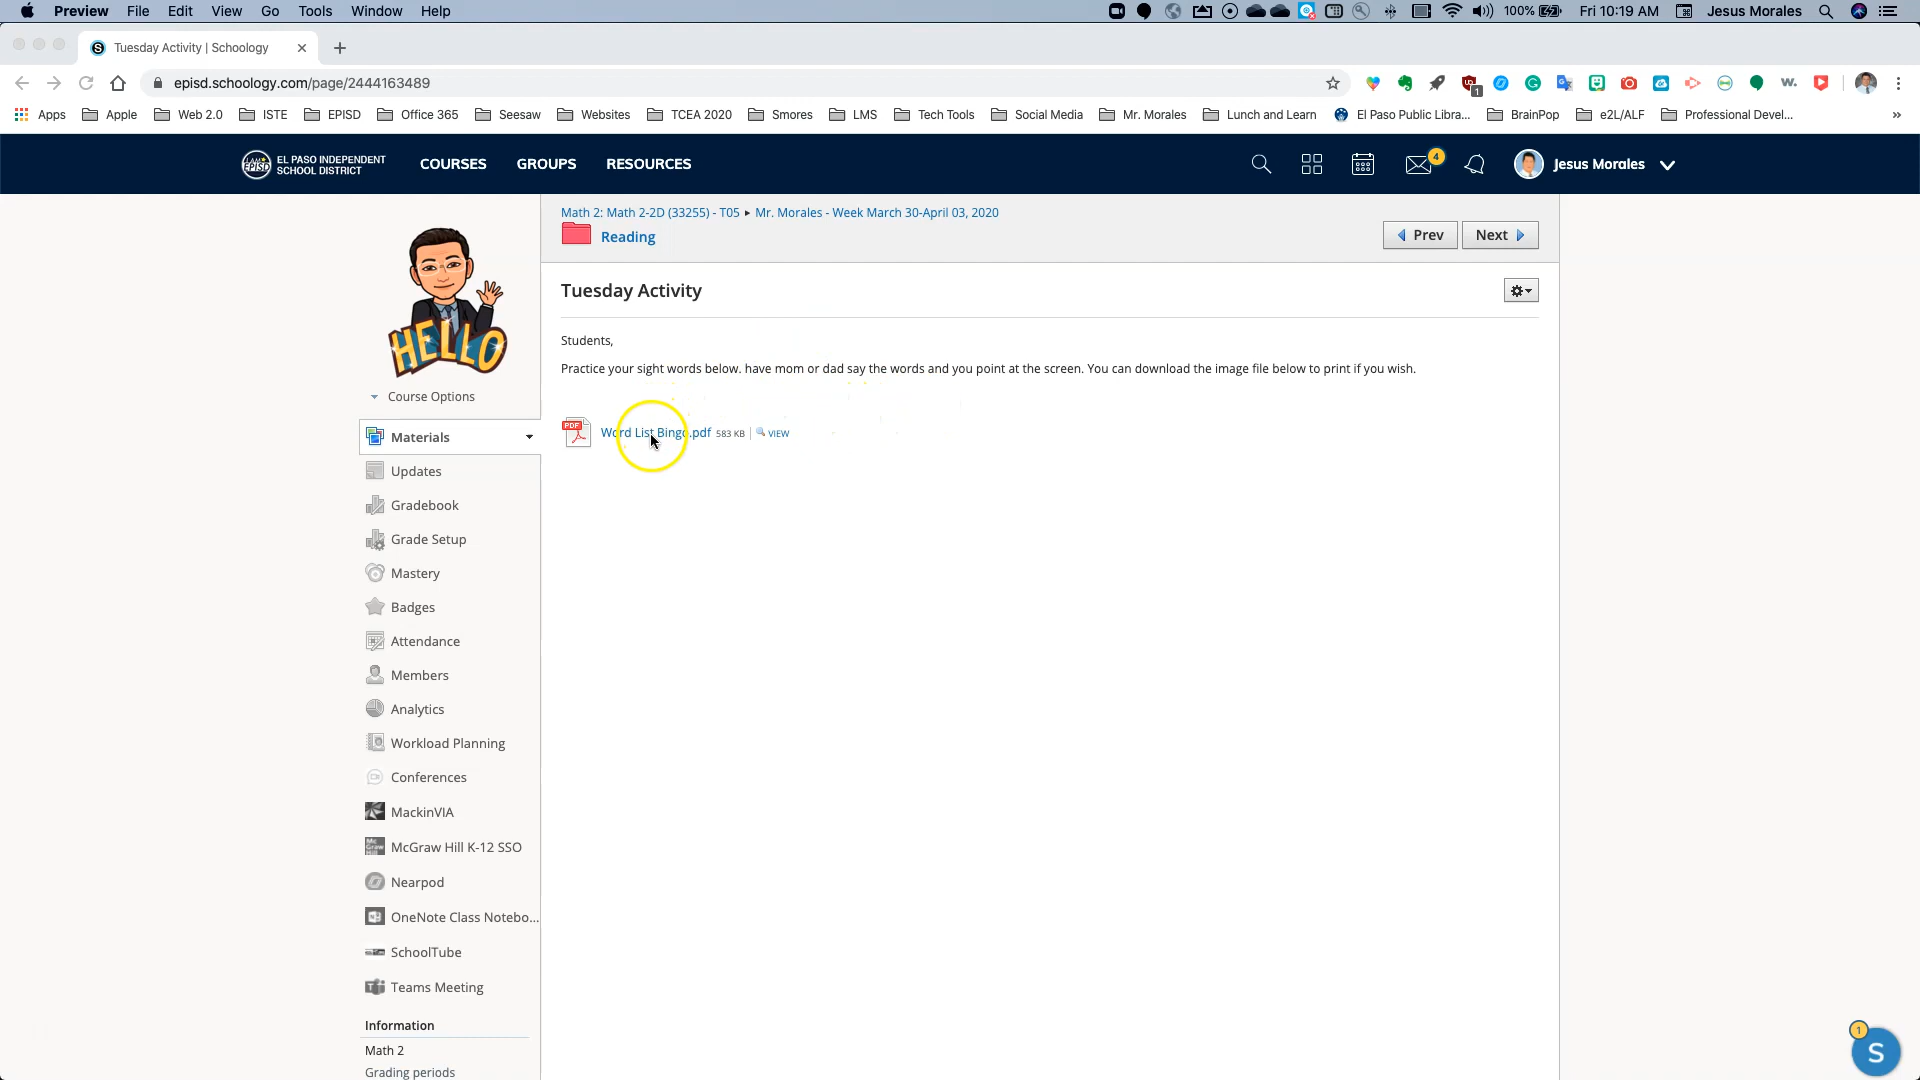 Preview File Edit View Go Tools Window Help 100% Fri 10:19 AM Jesus Morales
Tuesday Activity | Schoology
episd.schoology.com/page/2444163489
1
Apps Apple Web 2.0 ISTE EPISD Office 365 Seesaw Websites TCEA 2020 Smores LMS Tech Tools Social Media Mr. Morales Lunch and Learn El Paso Public Libra... BrainPop e2L/ALF Professional Devel... »
EPISD EL PASO INDEPENDENT SCHOOL DISTRICT COURSES GROUPS RESOURCES 4 Jesus Morales
Math 2: Math 2-2D (33255) - T05 ▸ Mr. Morales - Week March 30-April 03, 2020
Reading
Prev Next
HELLO
Course Options
Tuesday Activity
Students,
Practice your sight words below. have mom or dad say the words and you point at the screen. You can download the image file below to print if you wish.
PDF Word List Bingo.pdf 583 KB VIEW
Materials
Updates
Gradebook
Grade Setup
Mastery
Badges
Attendance
Members
Analytics
Workload Planning
Conferences
MackinVIA
McGraw Hill K-12 SSO
Nearpod
OneNote Class Notebo...
SchoolTube
Teams Meeting
Information
Math 2
Grading periods
1
S